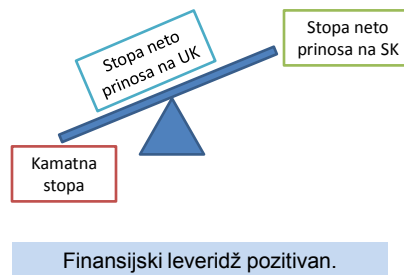 Stopa neto
prinosa na UK
Stopa neto
prinosa na SK
Kamatna
stopa
Finansijski leveridž pozitivan.